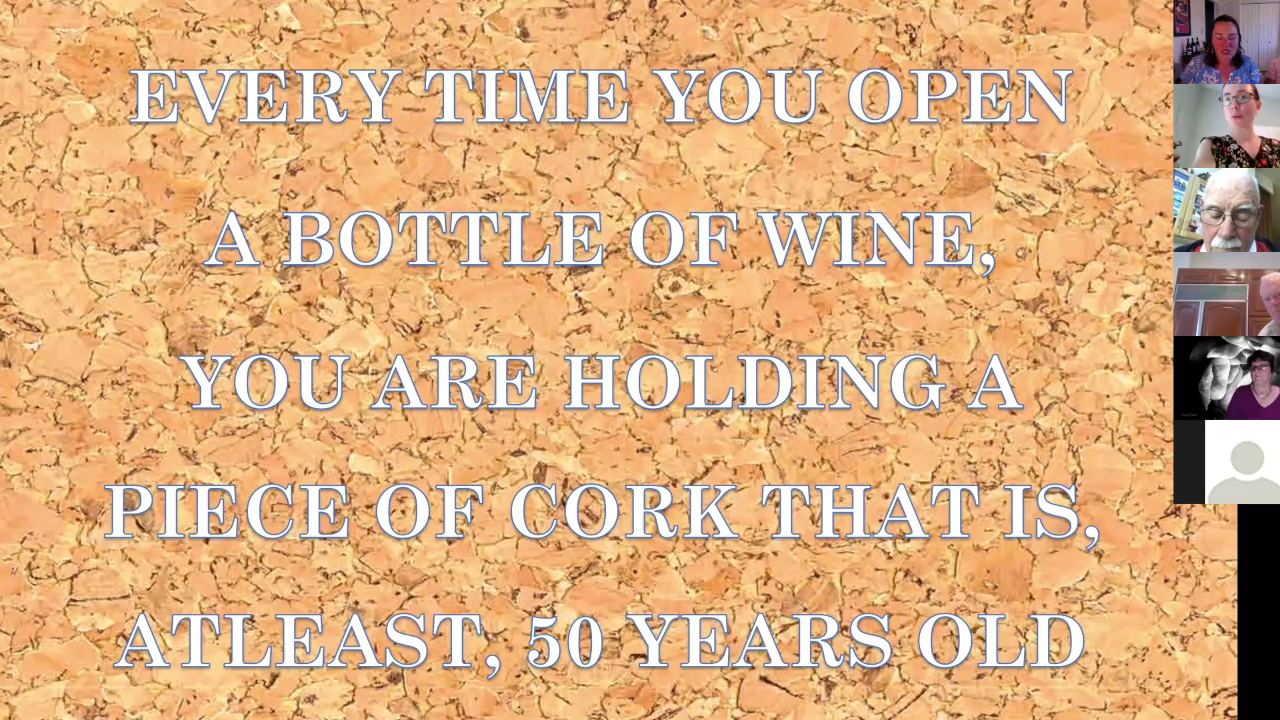 EVERY TIME YOU OPEN
A BOTTLE OF WINE,
YOU ARE HOLDING A
PIECE OF CORK THAT IS,
ATLEAST, 50 YEARS OLD